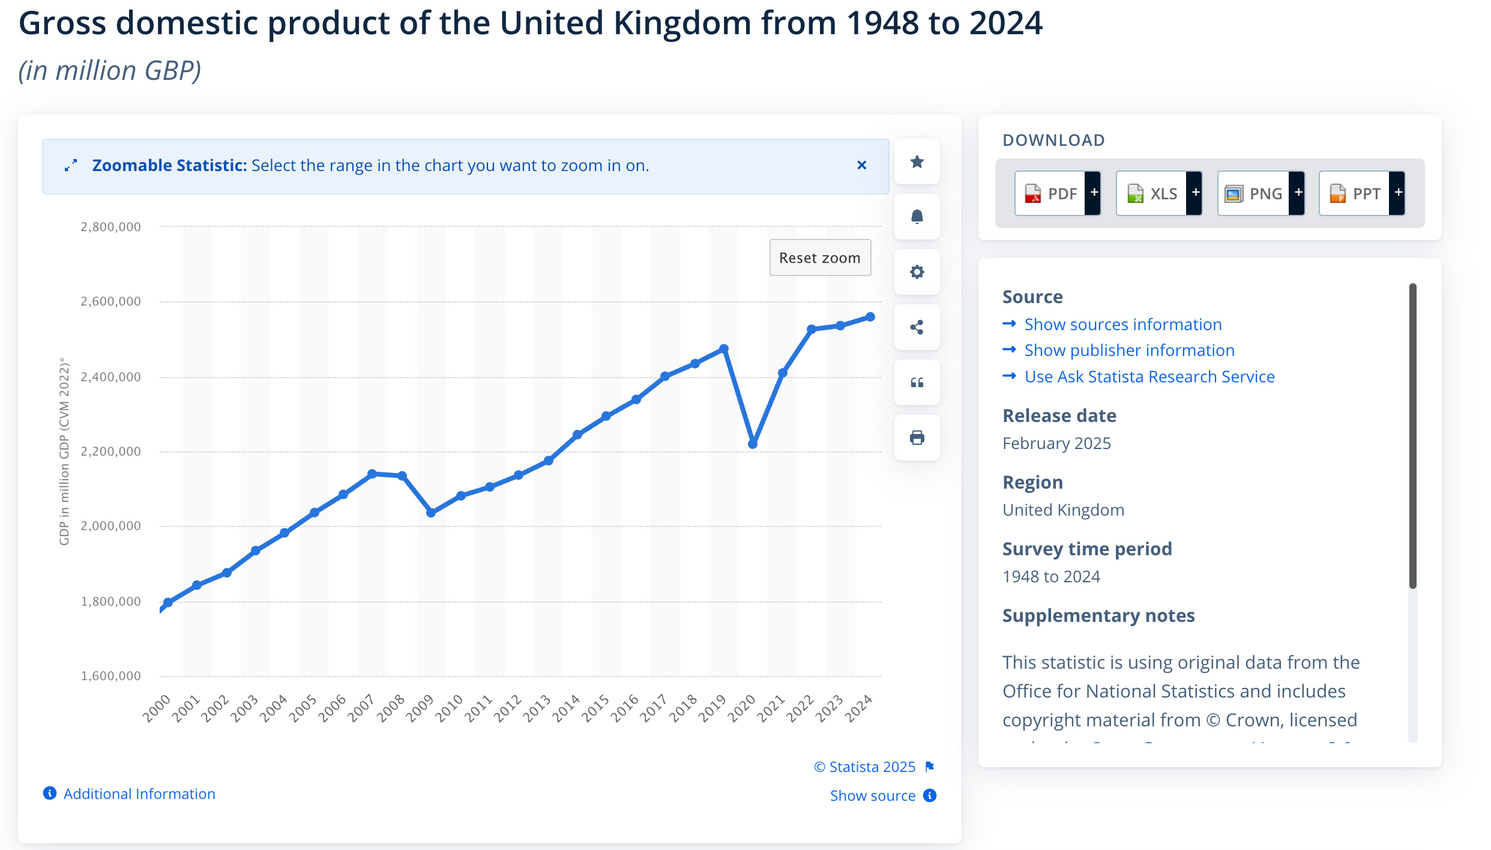 Gross domestic product of the United Kingdom from 1948 to 2024
(in million GBP)
Zoomable Statistic: Select the range in the chart you want to zoom in on.
×
Reset zoom
2,800,000
2,600,000
2,400,000
2,200,000
2,000,000
1,800,000
1,600,000
GDP in million GDP (CVM 2022)*
2000
2001
2002
2003
2004
2005
2006
2007
2008
2009
2010
2011
2012
2013
2014
2015
2016
2017
2018
2019
2020
2021
2022
2023
2024
© Statista 2025
Additional Information
Show source
DOWNLOAD
PDF +
XLS +
PNG +
PPT +
Source
→ Show sources information
→ Show publisher information
→ Use Ask Statista Research Service
Release date
February 2025
Region
United Kingdom
Survey time period
1948 to 2024
Supplementary notes
This statistic is using original data from the
Office for National Statistics and includes
copyright material from © Crown, licensed